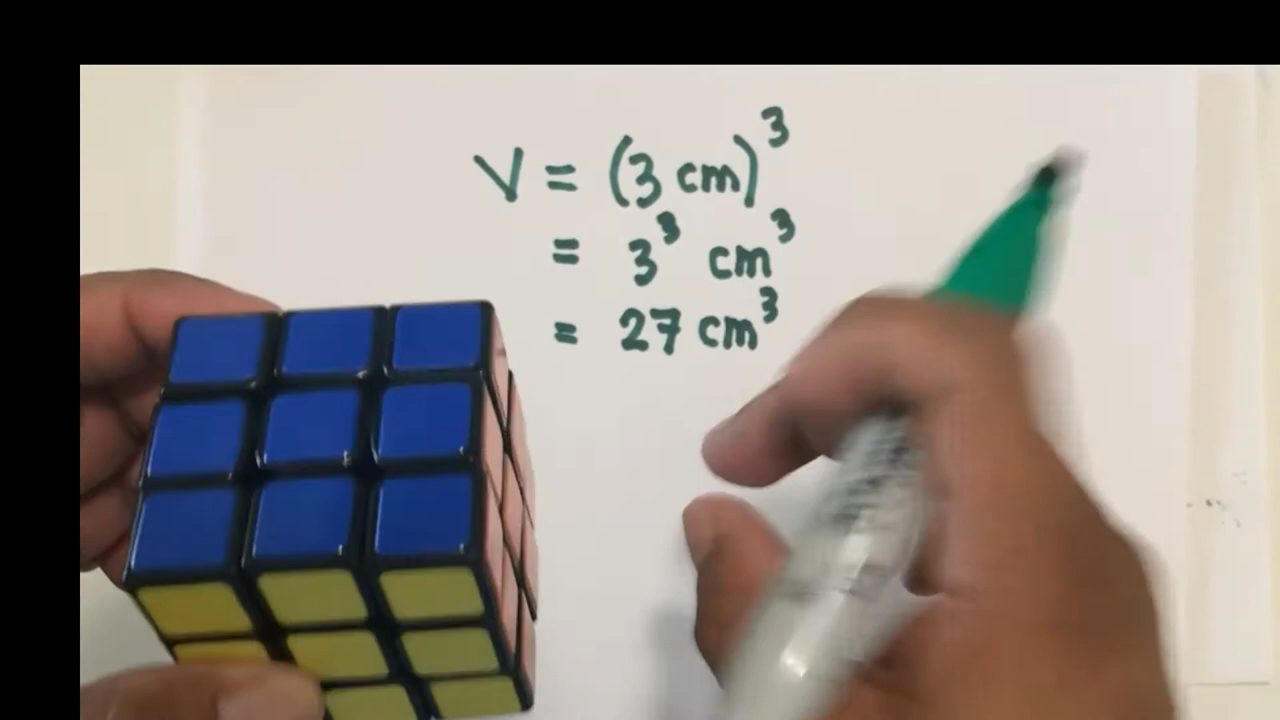 V = (3 cm)³
= 3³ cm³
= 27 cm³